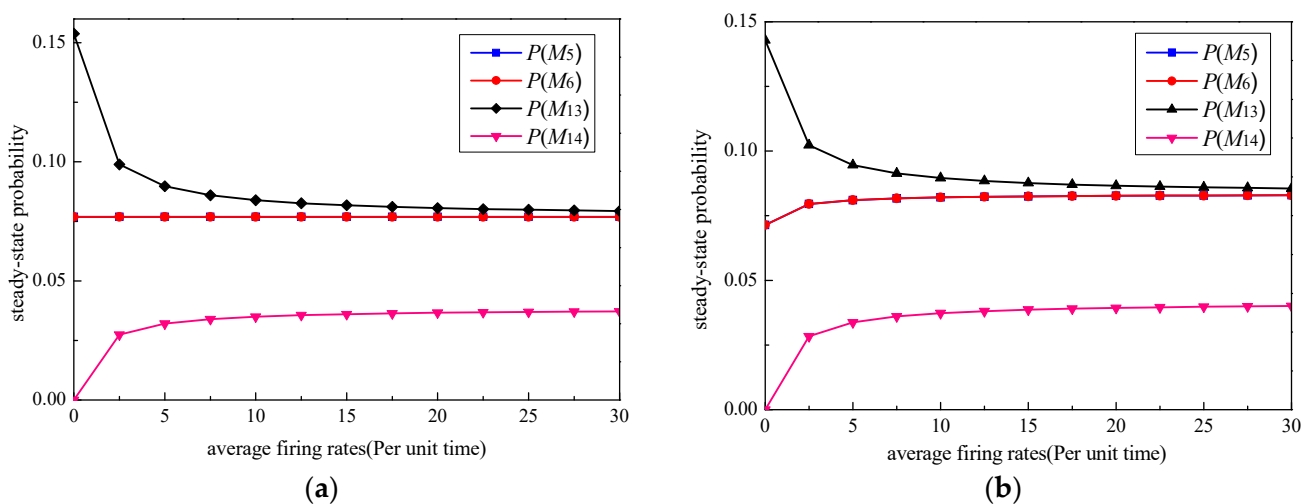 steady-state probability
0.15
0.10
0.05
0.00
P(M5)
P(M6)
P(M13)
P(M14)
0 5 10 15 20 25 30
average firing rates(Per unit time)
(a)
steady-state probability
0.15
0.10
0.05
0.00
P(M5)
P(M6)
P(M13)
P(M14)
0 5 10 15 20 25 30
average firing rates(Per unit time)
(b)